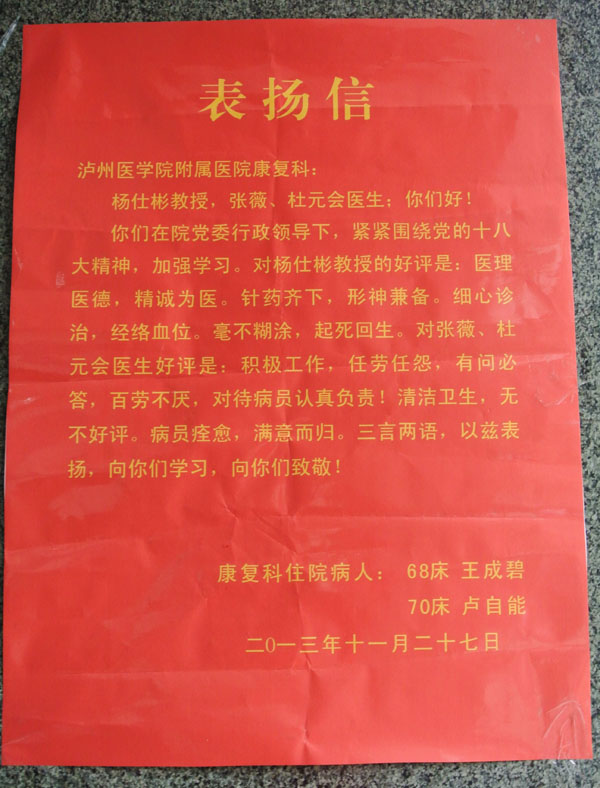 表扬信
泸州医学院附属医院康复科：
杨仕彬教授，张薇、杜元会医生；你们好！
你们在院党委行政领导下，紧紧围绕党的十八
大精神，加强学习。对杨仕彬教授的好评是：医理
医德，精诚为医。针药齐下，形神兼备。细心诊
治，经络血位。毫不糊涂，起死回生。对张薇、杜
元会医生好评是：积极工作，任劳任怨，有问必
答，百劳不厌，对待病员认真负责！清洁卫生，无
不好评。病员痊愈，满意而归。三言两语，以兹表
扬，向你们学习，向你们致敬！
康复科住院病人： 68床 王成碧
70床 卢自能
二0一三年十一月二十七日